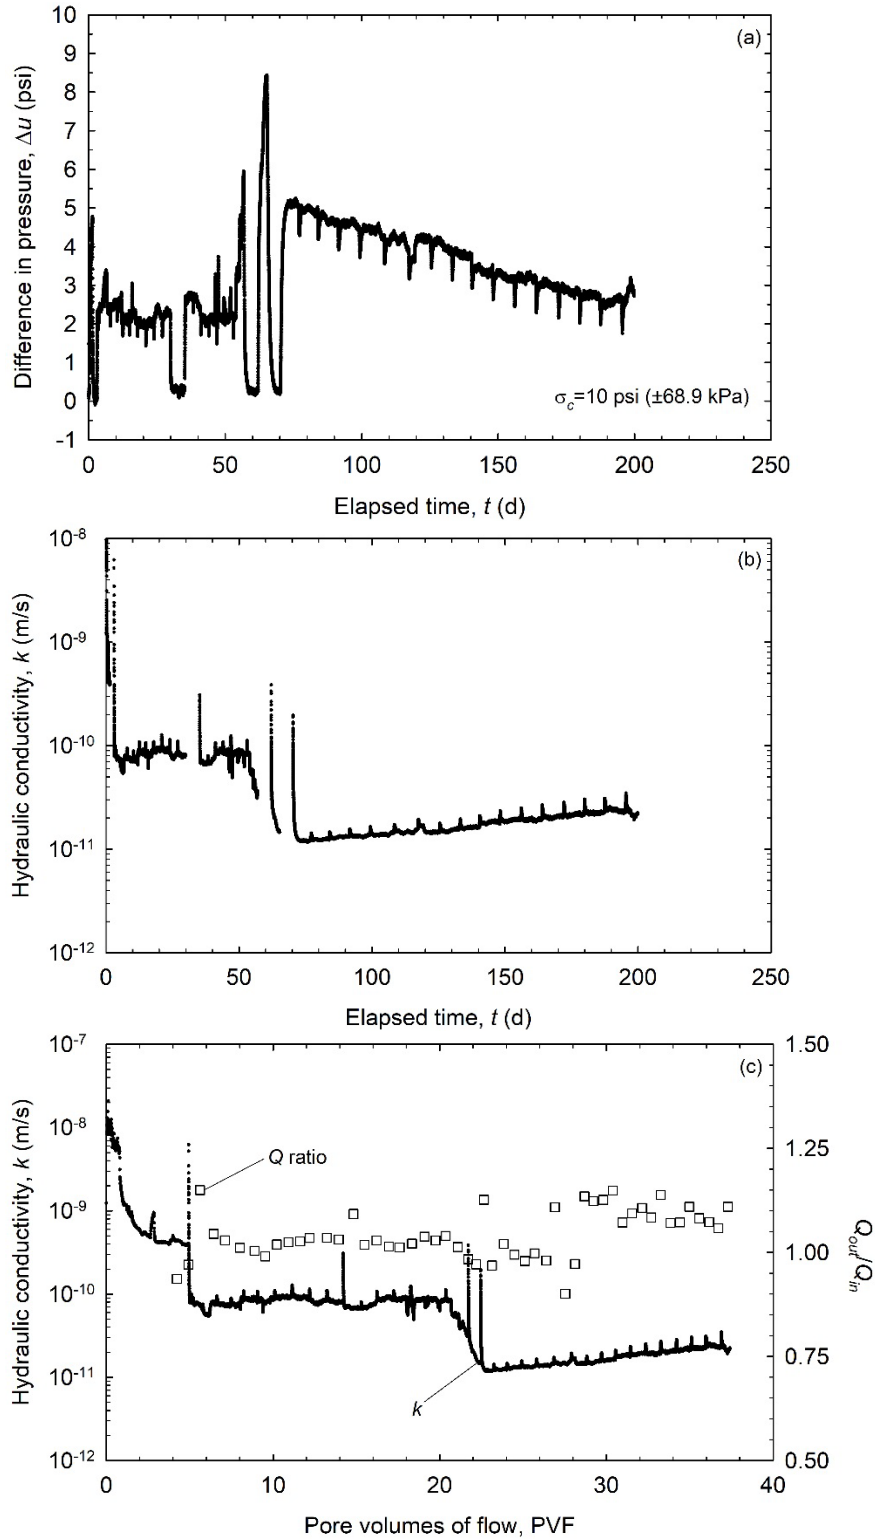 (a)
Difference in pressure, Δu (psi)
10
9
8
7
6
5
4
3
2
1
0
-1
σc=10 psi (±68.9 kPa)
0 50 100 150 200 250
Elapsed time, t (d)
(b)
Hydraulic conductivity, k (m/s)
10-8
10-9
10-10
10-11
10-12
0 50 100 150 200 250
Elapsed time, t (d)
(c)
Hydraulic conductivity, k (m/s)
10-7
10-8
10-9
10-10
10-11
10-12
Q ratio
k
1.50
1.25
1.00
0.75
0.50
Qout/Qin
0 10 20 30 40
Pore volumes of flow, PVF